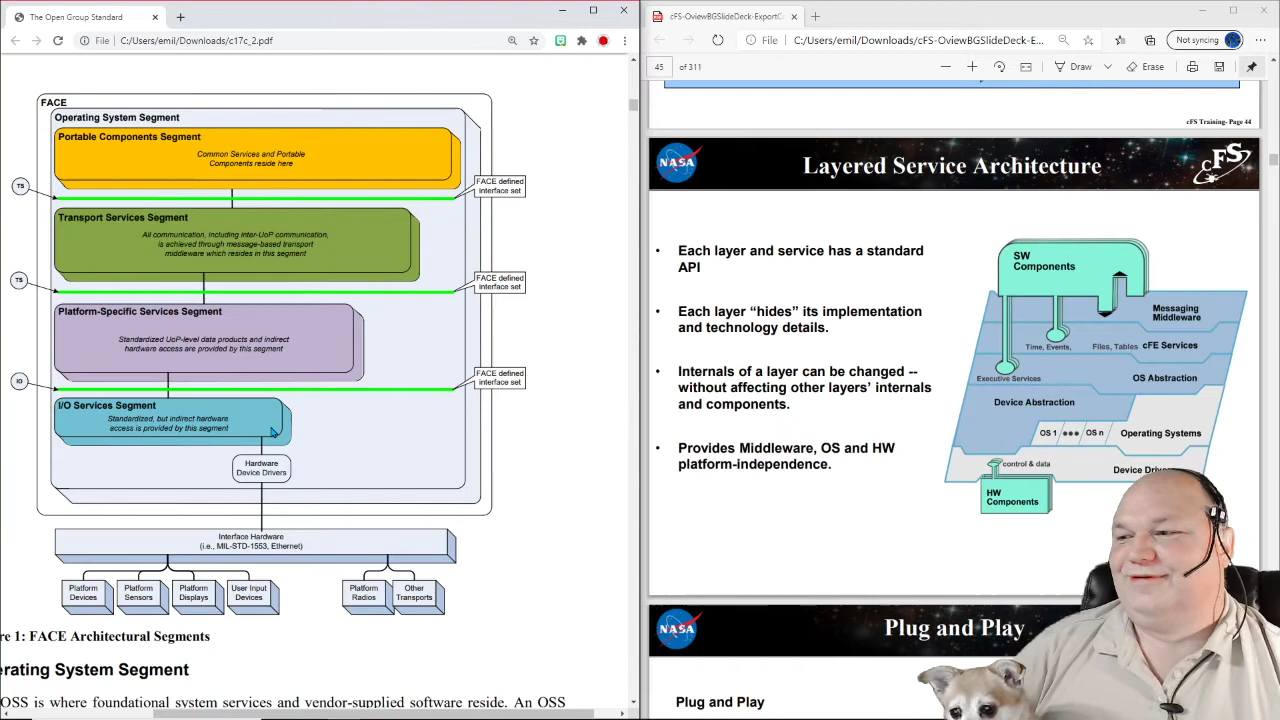 The Open Group Standard
File
C:/Users/emil/Downloads/c17c_2.pdf
FACE
Operating System Segment
Portable Components Segment
Common Services and Portable
Components reside here
TS
FACE defined
interface set
Transport Services Segment
All communication, including inter-UoP communication,
is achieved through message-based transport
middleware which resides in this segment
TS
FACE defined
interface set
Platform-Specific Services Segment
Standardized UoP-level data products and indirect
hardware access are provided by this segment
IO
FACE defined
interface set
I/O Services Segment
Standardized, but indirect hardware
access is provided by this segment
Hardware
Device Drivers
Interface Hardware
(i.e., MIL-STD-1553, Ethernet)
Platform
Devices
Platform
Sensors
Platform
Displays
User Input
Devices
Platform
Radios
Other
Transports
re 1: FACE Architectural Segments
erating System Segment
OSS is where foundational system services and vendor-supplied software reside. An OSS
cFS-OviewBGSlideDeck-ExportC
File
C:/Users/emil/Downloads/cFS-OviewBGSlideDeck-E...
Not syncing
45 of 311
Draw
Erase
cFS Training- Page 44
NASA
Layered Service Architecture
cFS
• Each layer and service has a standard
API
• Each layer “hides” its implementation
and technology details.
• Internals of a layer can be changed --
without affecting other layers’ internals
and components.
• Provides Middleware, OS and HW
platform-independence.
SW
Components
Messaging
Middleware
Time, Events,
Files, Tables
cFE Services
Executive Services
OS Abstraction
Device Abstraction
OS 1
OS n
Operating Systems
control & data
HW
Components
NASA
Plug and Play
Plug and Play